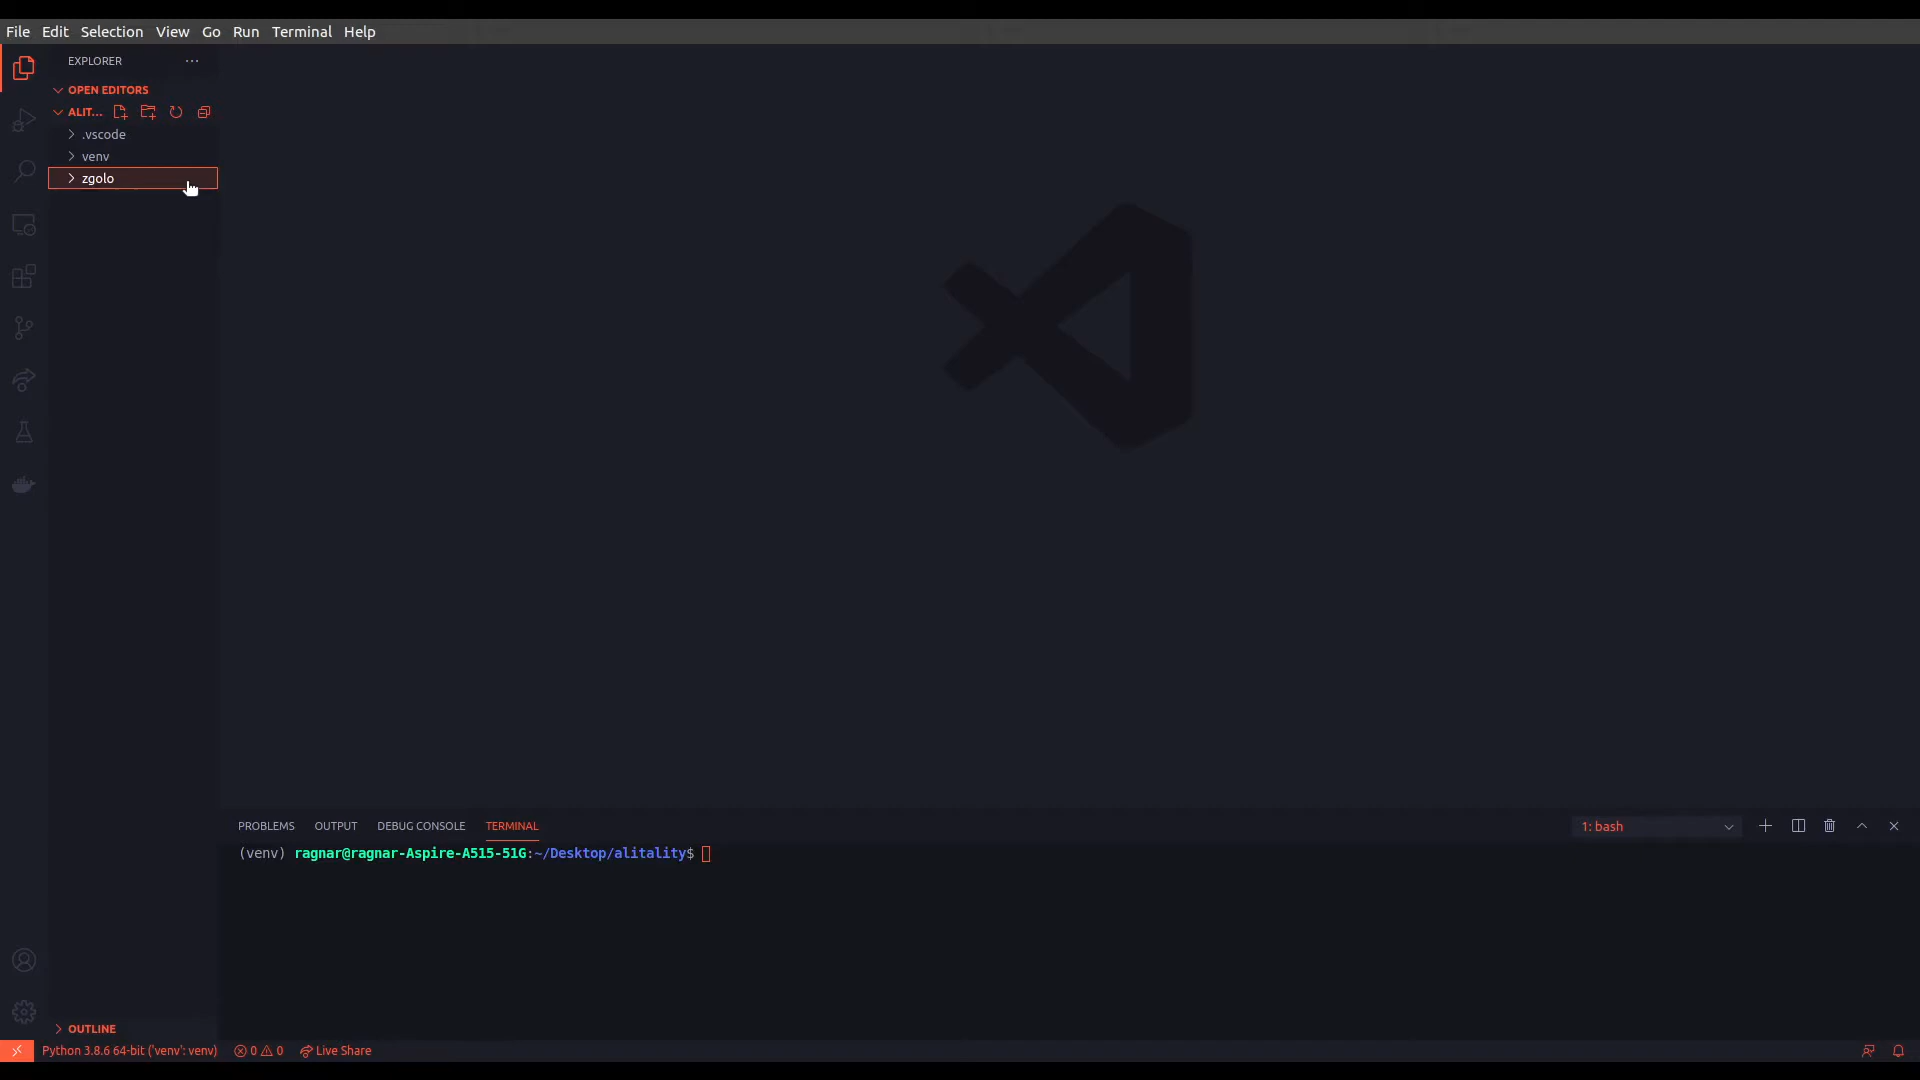 File Edit Selection View Go Run Terminal Help
EXPLORER
OPEN EDITORS
ALIT...
.vscode
venv
zgolo
PROBLEMS OUTPUT DEBUG CONSOLE TERMINAL 1: bash
(venv) ragnar@ragnar-Aspire-A515-51G:~/Desktop/alitality$
OUTLINE
Python 3.8.6 64-bit ('venv': venv) 0 0 Live Share